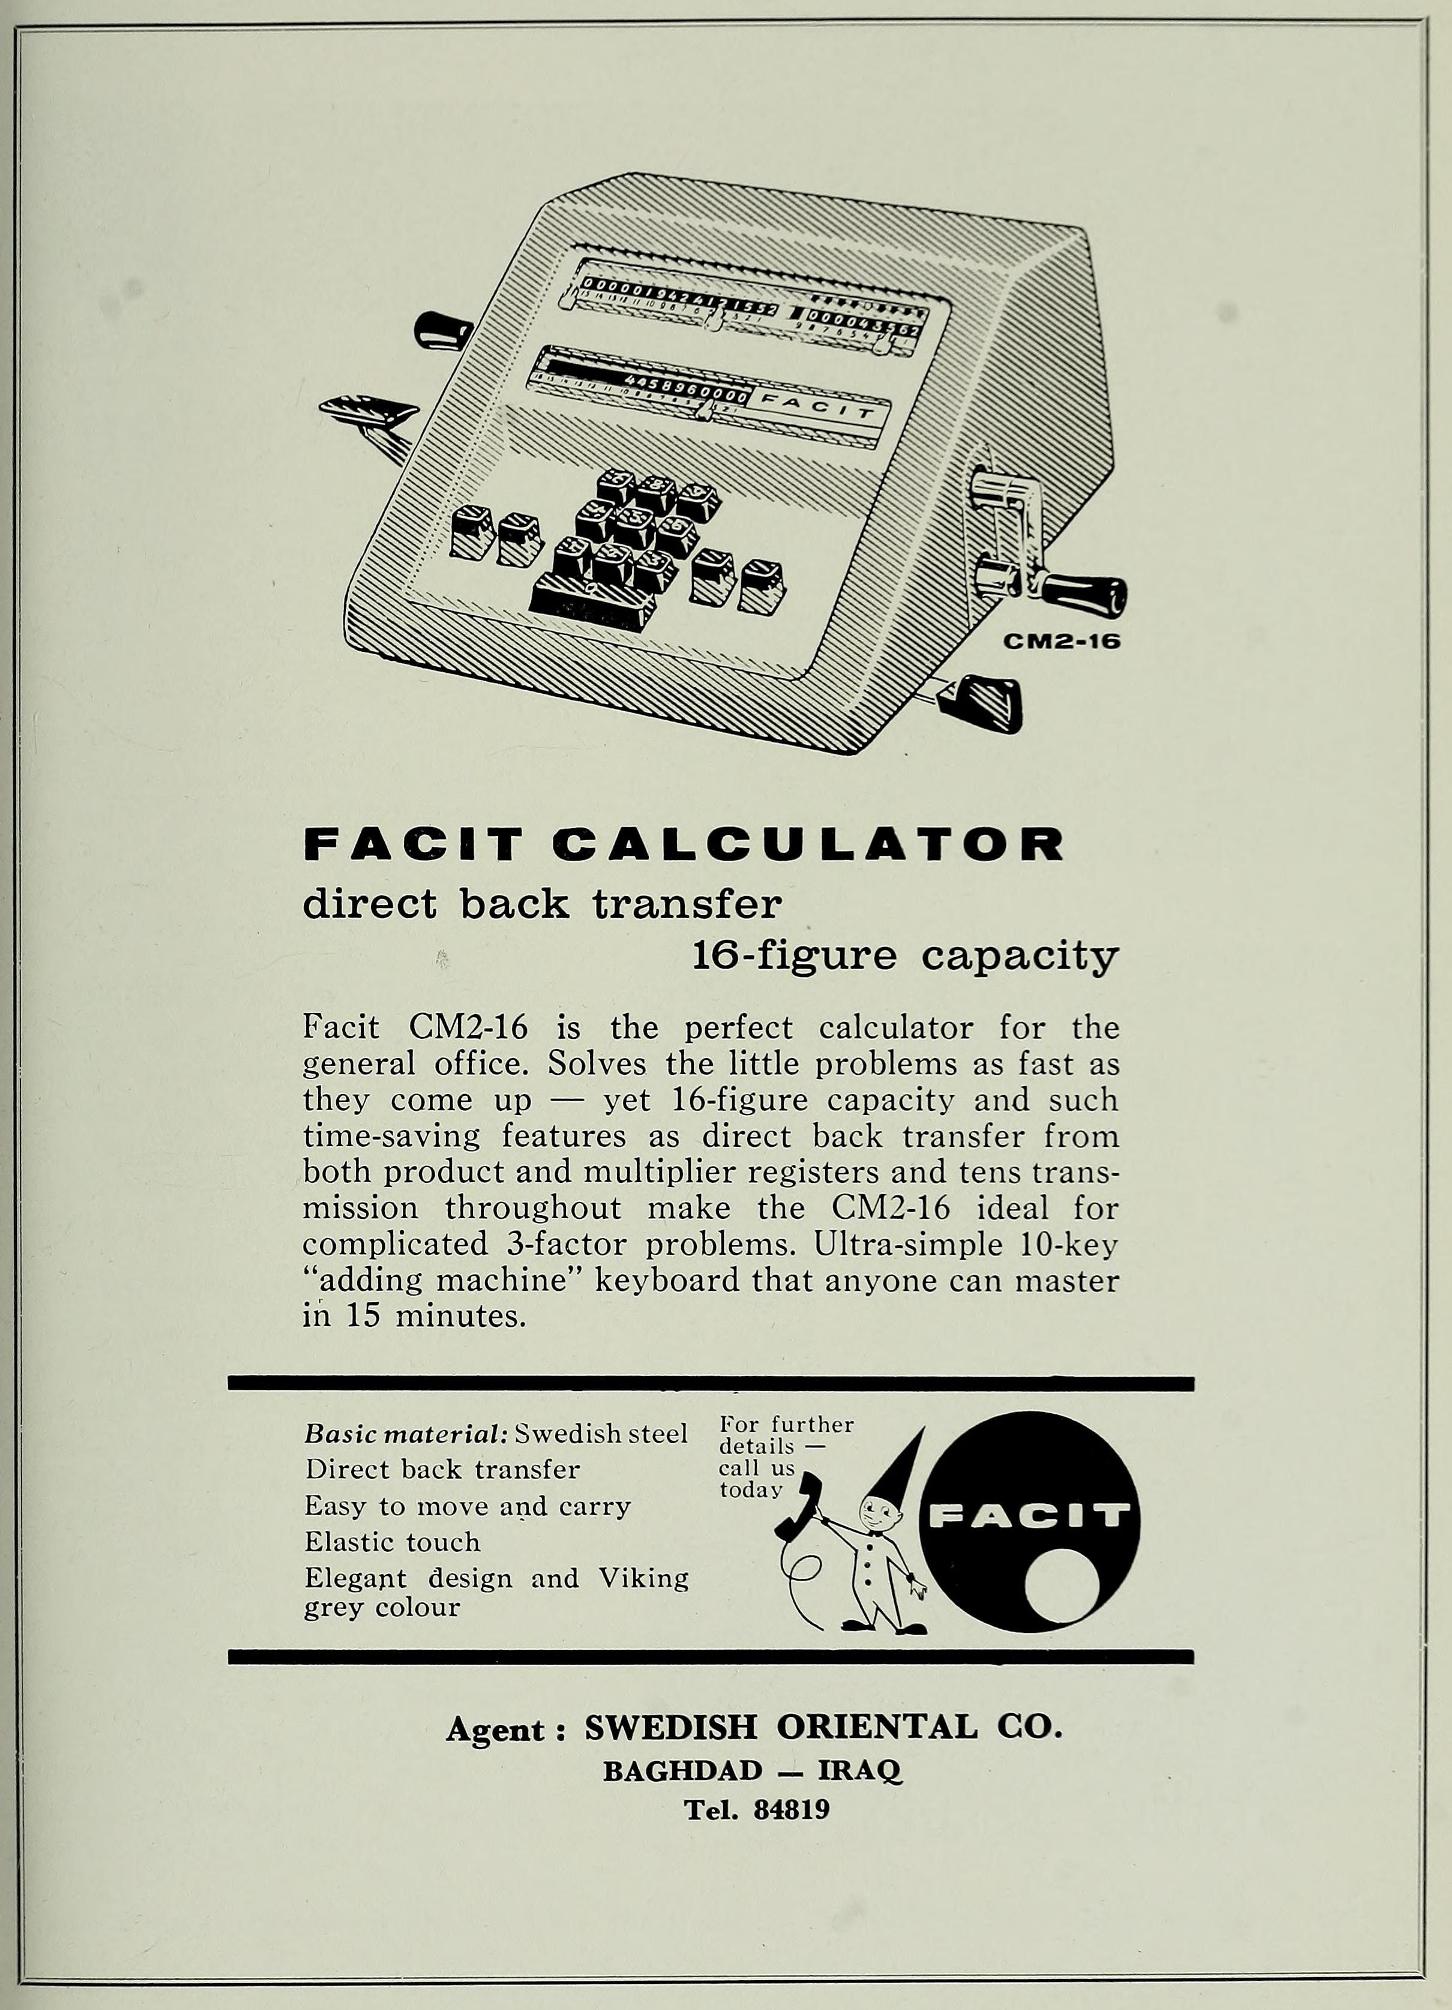 0000019424121552
000043562
4458960000
FACIT
CM2-16
FACIT CALCULATOR
direct back transfer
16-figure capacity
Facit CM2-16 is the perfect calculator for the
general office. Solves the little problems as fast as
they come up — yet 16-figure capacity and such
time-saving features as direct back transfer from
both product and multiplier registers and tens trans-
mission throughout make the CM2-16 ideal for
complicated 3-factor problems. Ultra-simple 10-key
“adding machine” keyboard that anyone can master
in 15 minutes.
Basic material: Swedish steel
Direct back transfer
Easy to move and carry
Elastic touch
Elegant design and Viking
grey colour
For further
details —
call us
today
FACIT
Agent : SWEDISH ORIENTAL CO.
BAGHDAD — IRAQ
Tel. 84819